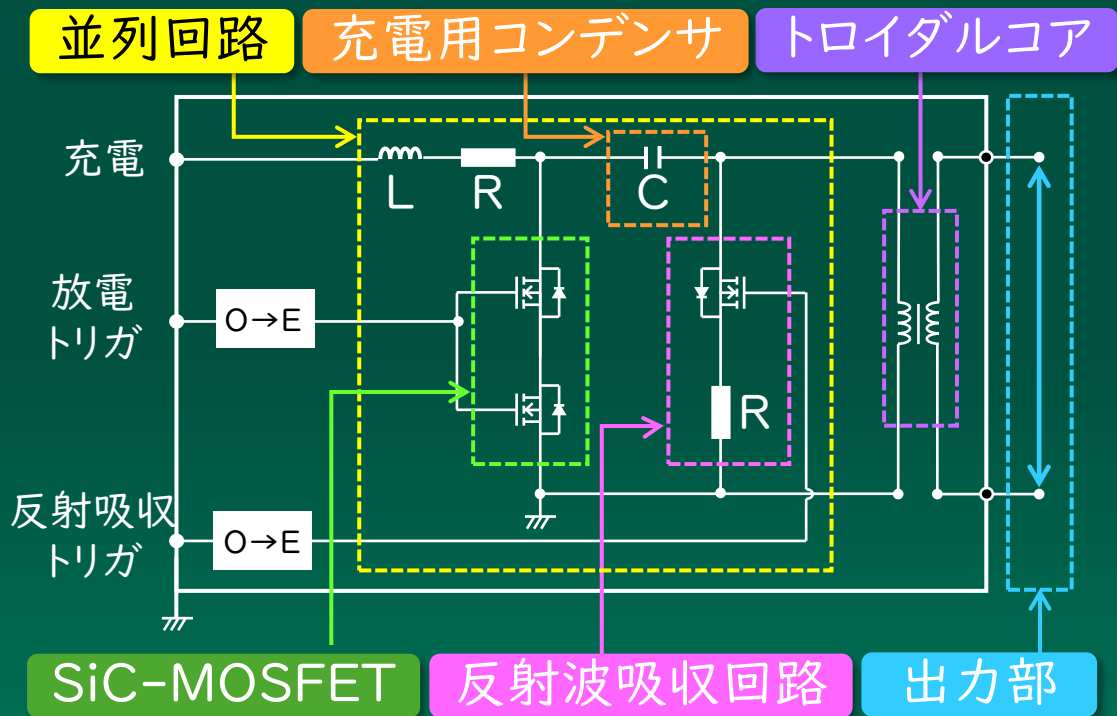 並列回路
充電用コンデンサ
トロイダルコア
充電
L
R
C
放電
トリガ
O→E
R
反射吸収
トリガ
O→E
SiC-MOSFET
反射波吸収回路
出力部